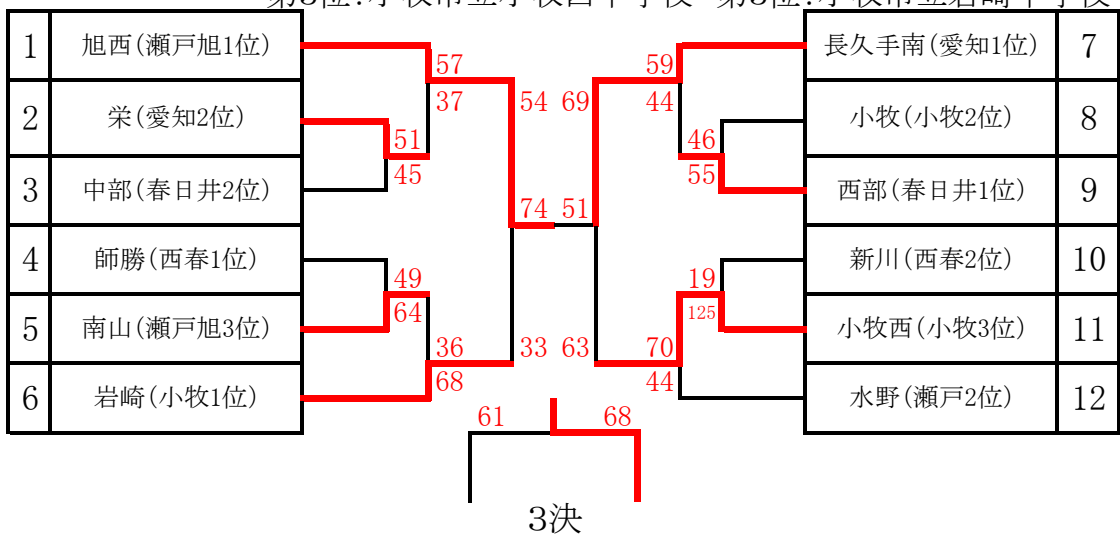 1 旭西(瀬戸旭1位) 長久手南(愛知1位) 7
57 59
37 54 69 44
2 栄(愛知2位) 小牧(小牧2位) 8
51 46
45 55
3 中部(春日井2位) 西部(春日井1位) 9
74 51
4 師勝(西春1位) 新川(西春2位) 10
49 19
64 125
5 南山(瀬戸旭3位) 小牧西(小牧3位) 11
36 33 63 70
68 44
6 岩崎(小牧1位) 水野(瀬戸2位) 12
61 68
3決